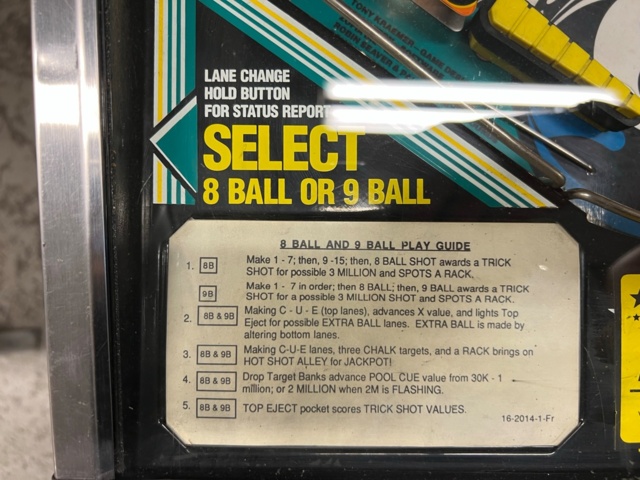 TONY KRAEMER-GAME DES
ROBIN SEAVER &
LANE CHANGE
HOLD BUTTON
FOR STATUS REPORT
SELECT
8 BALL OR 9 BALL
8 BALL AND 9 BALL PLAY GUIDE
1. 8B Make 1 - 7; then, 9 -15; then, 8 BALL SHOT awards a TRICK
SHOT for possible 3 MILLION and SPOTS A RACK.
9B Make 1 - 7 in order; then 8 BALL; then, 9 BALL awards a TRICK
SHOT for a possible 3 MILLION SHOT and SPOTS A RACK.
2. 8B & 9B Making C - U - E (top lanes), advances X value, and lights Top
Eject for possible EXTRA BALL lanes. EXTRA BALL is made by
altering bottom lanes.
3. 8B & 9B Making C-U-E lanes, three CHALK targets, and a RACK brings on
HOT SHOT ALLEY for JACKPOT!
4. 8B & 9B Drop Target Banks advance POOL CUE value from 30K - 1
million; or 2 MILLION when 2M is FLASHING.
5. 8B & 9B TOP EJECT pocket scores TRICK SHOT VALUES.
16-2014-1-Fr